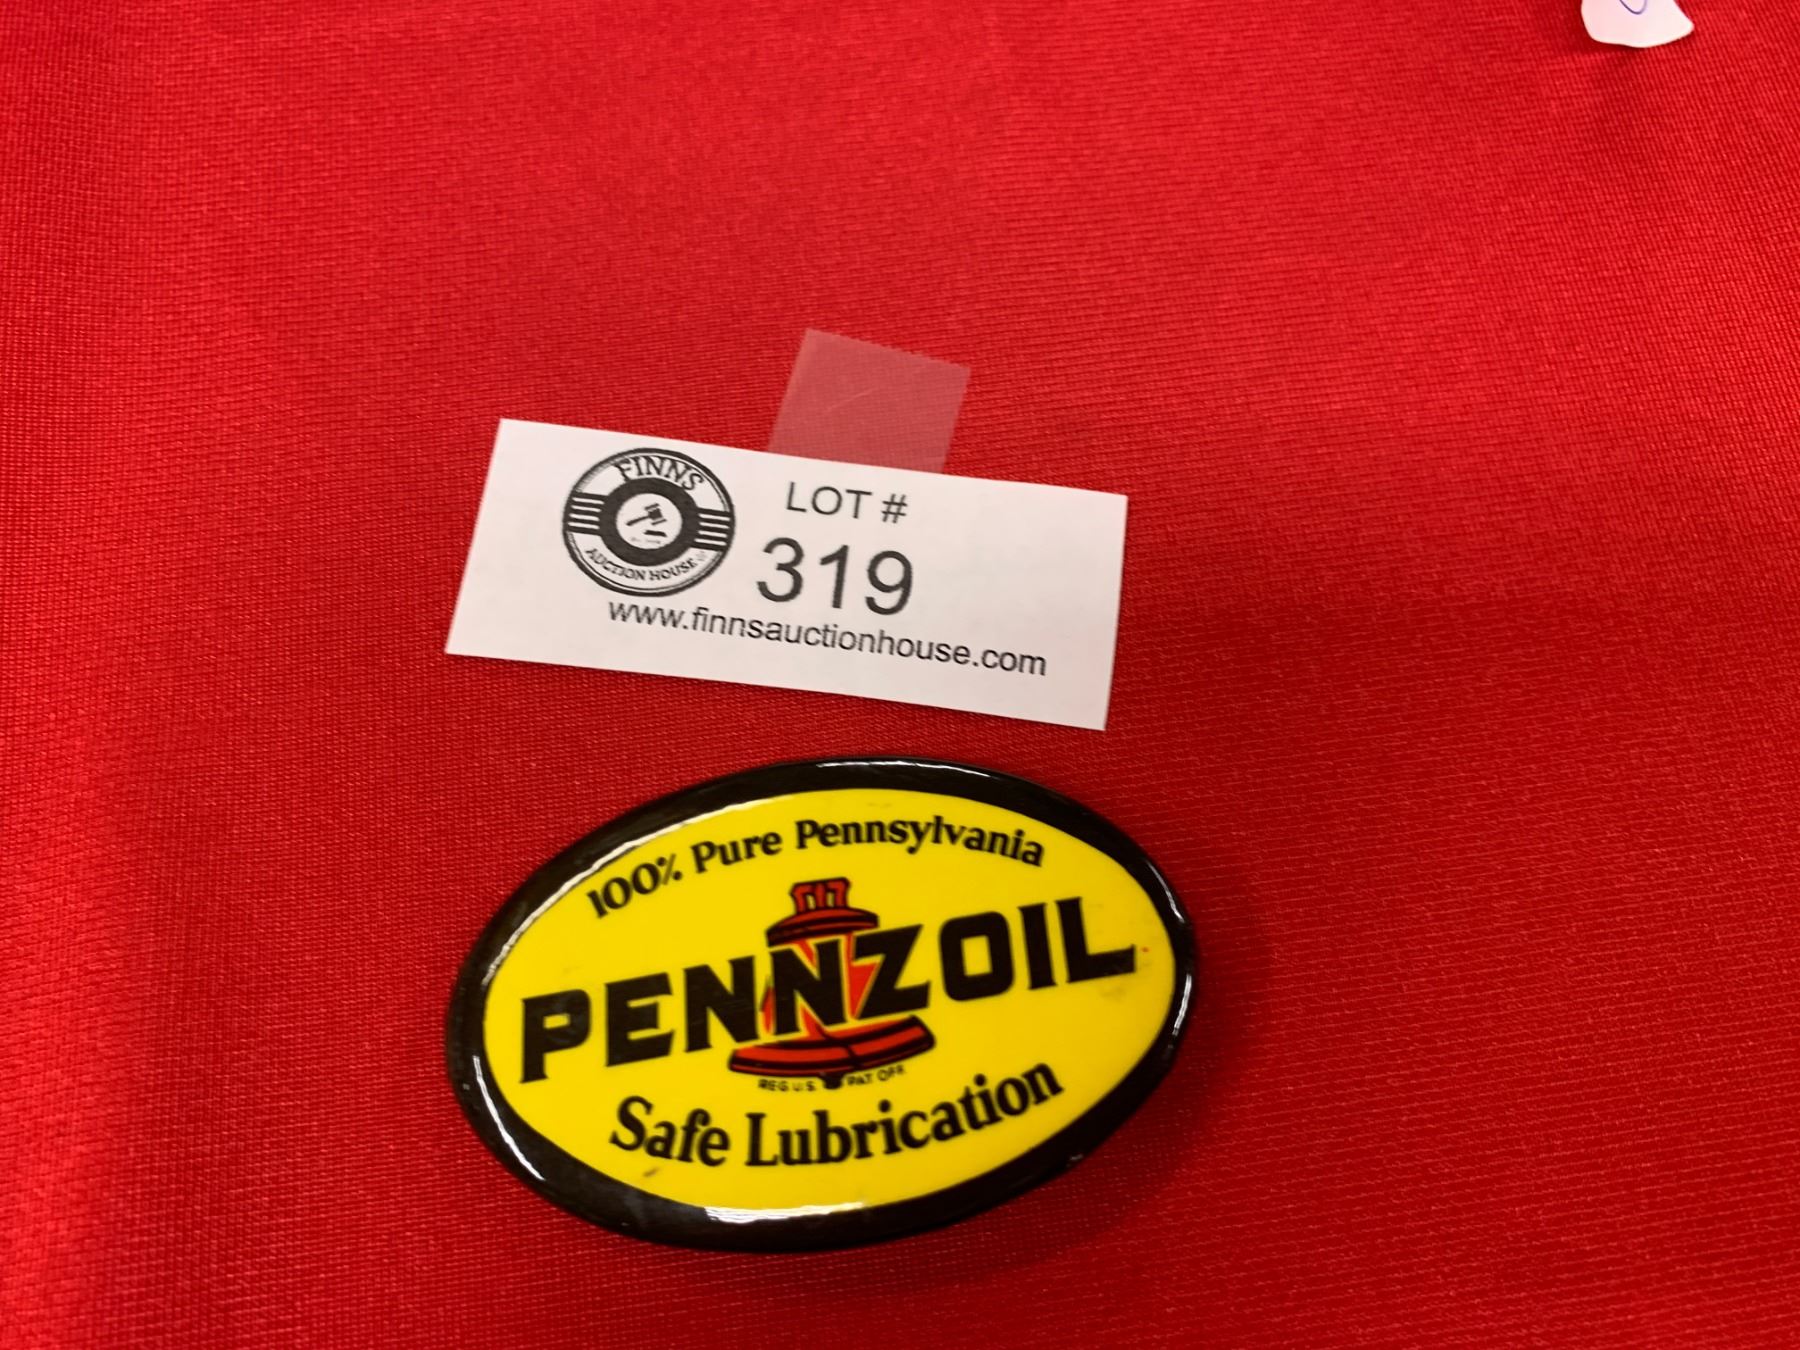 FINNS
AUCTION HOUSE
LOT #
319
www.finnsauctionhouse.com
100% Pure Pennsylvania
PENNZOIL
REG U.S. PAT OFF
Safe Lubrication